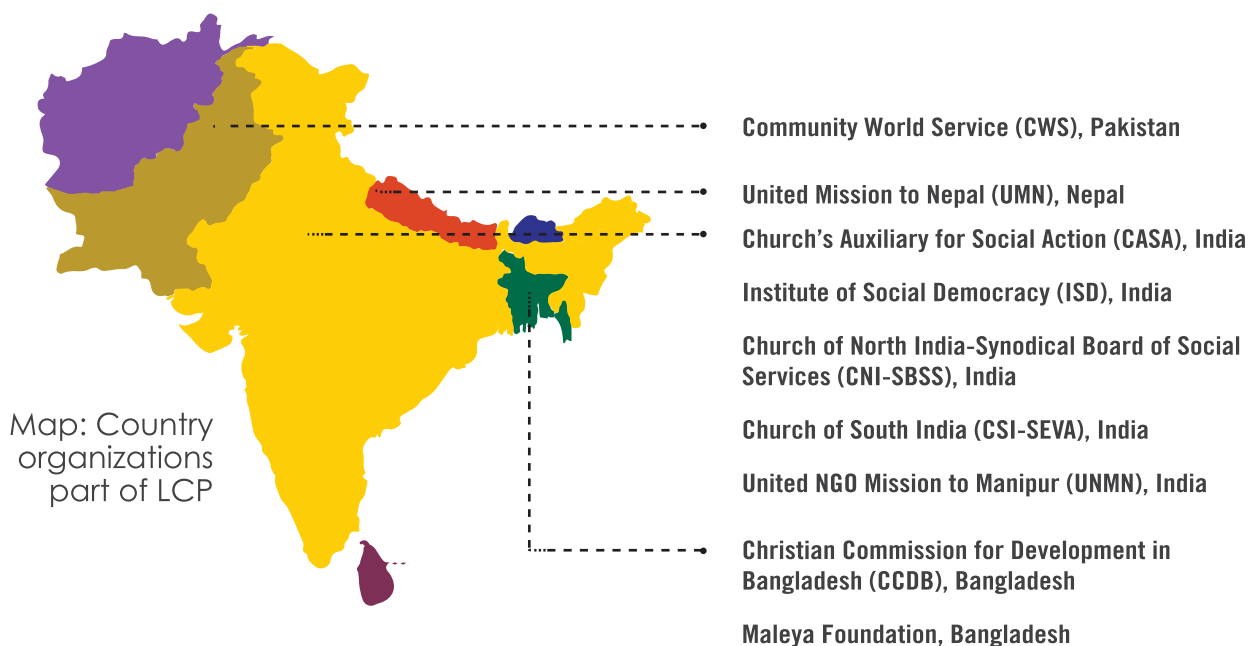 Community World Service (CWS), Pakistan
United Mission to Nepal (UMN), Nepal
Church’s Auxiliary for Social Action (CASA), India
Institute of Social Democracy (ISD), India
Church of North India-Synodical Board of Social
Services (CNI-SBSS), India
Church of South India (CSI-SEVA), India
United NGO Mission to Manipur (UNMN), India
Christian Commission for Development in
Bangladesh (CCDB), Bangladesh
Maleya Foundation, Bangladesh
Map: Country
organizations
part of LCP